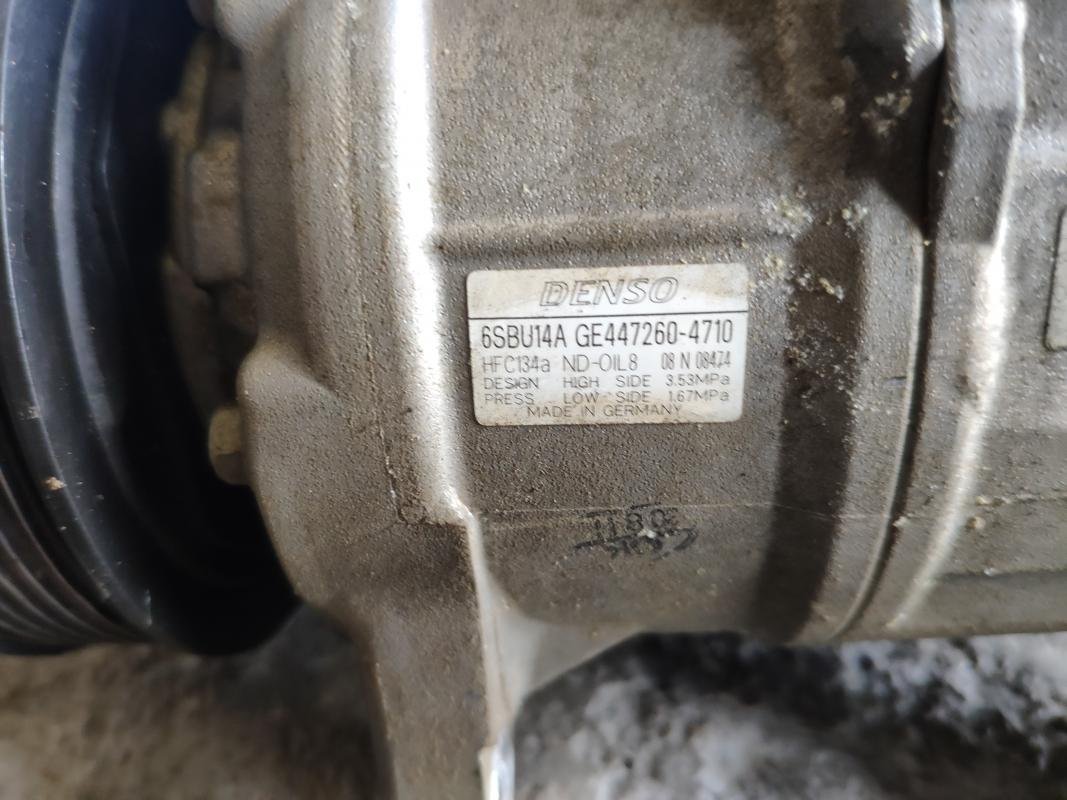 DENSO
6SBU14A GE447260-4710
HFC134a ND-OIL8 08 N 08474
DESIGN HIGH SIDE 3.53MPa
PRESS LOW SIDE 1.67MPa
MADE IN GERMANY